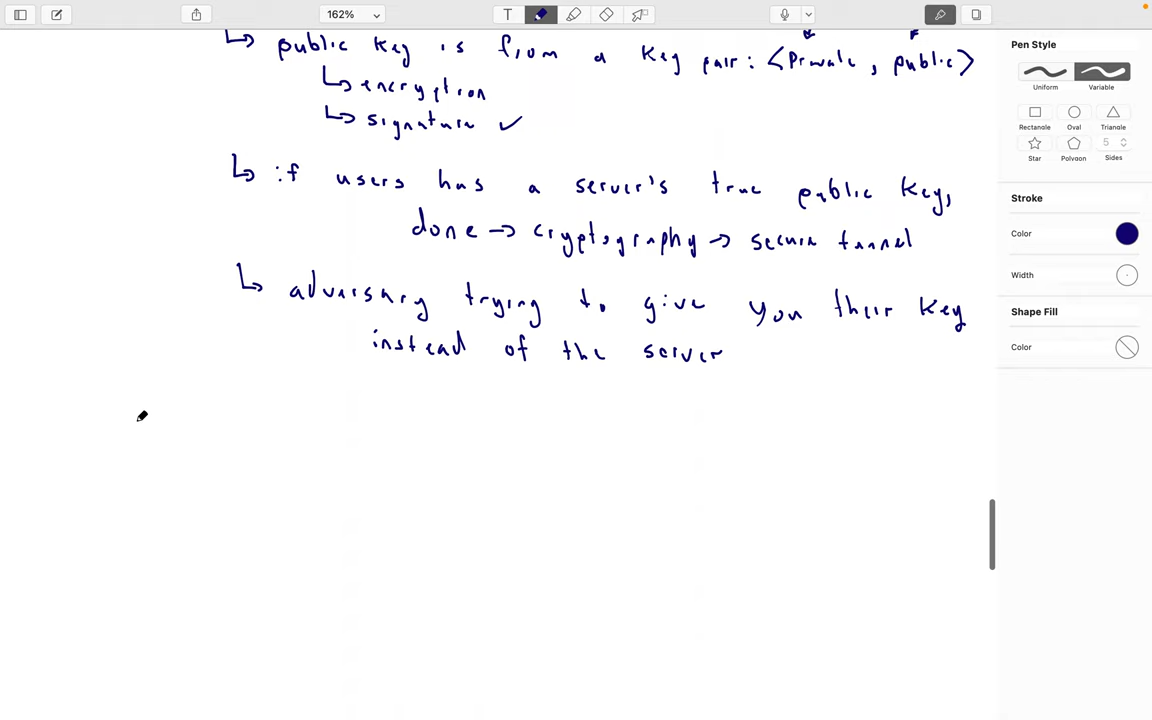 162%
T
Pen Style
↳ public key is from a key pair: <private, public>
Uniform Variable
↳ encryption
↳ signature ✓
Rectangle Oval Triangle
5
Star Polygon Sides
↳ if users has a server's true public key,
done → cryptography → secure tunnel
Stroke
Color
Width
↳ adversary trying to give you their key
instead of the server
Shape Fill
Color